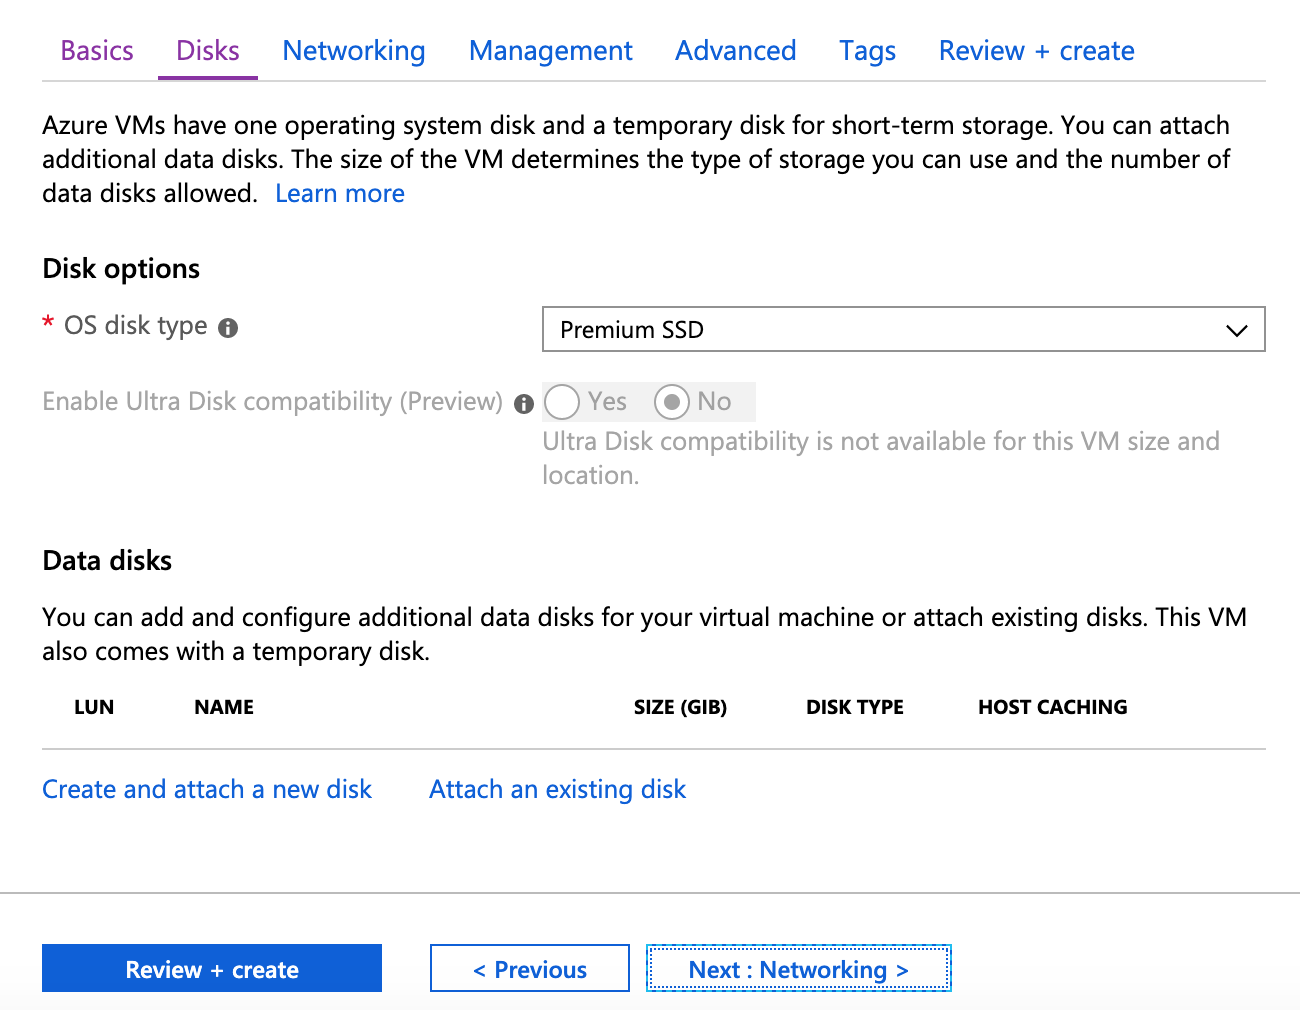 Basics Disks Networking Management Advanced Tags Review + create
Azure VMs have one operating system disk and a temporary disk for short-term storage. You can attach
additional data disks. The size of the VM determines the type of storage you can use and the number of
data disks allowed. Learn more
Disk options
* OS disk type
Premium SSD
Enable Ultra Disk compatibility (Preview) Yes No
Ultra Disk compatibility is not available for this VM size and
location.
Data disks
You can add and configure additional data disks for your virtual machine or attach existing disks. This VM
also comes with a temporary disk.
LUN NAME SIZE (GIB) DISK TYPE HOST CACHING
Create and attach a new disk Attach an existing disk
Review + create < Previous Next : Networking >